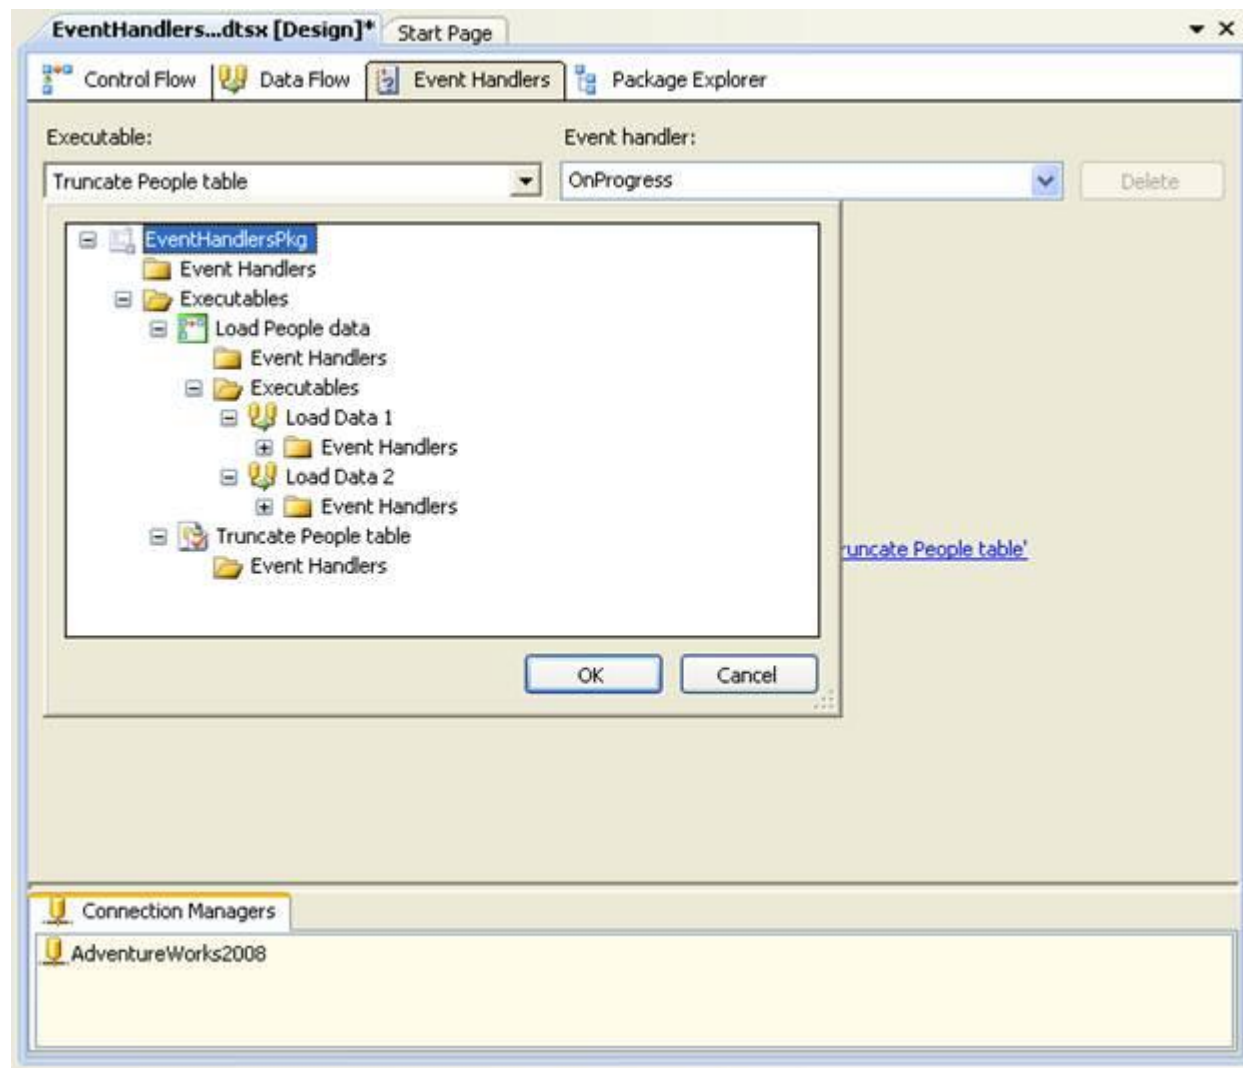 EventHandlers...dtsx [Design]* Start Page
Control Flow Data Flow Event Handlers Package Explorer
Executable: Event handler:
Truncate People table OnProgress Delete
EventHandlersPkg
Event Handlers
Executables
Load People data
Event Handlers
Executables
Load Data 1
Event Handlers
Load Data 2
Event Handlers
Truncate People table
runcate People table'
Event Handlers
OK Cancel
Connection Managers
AdventureWorks2008